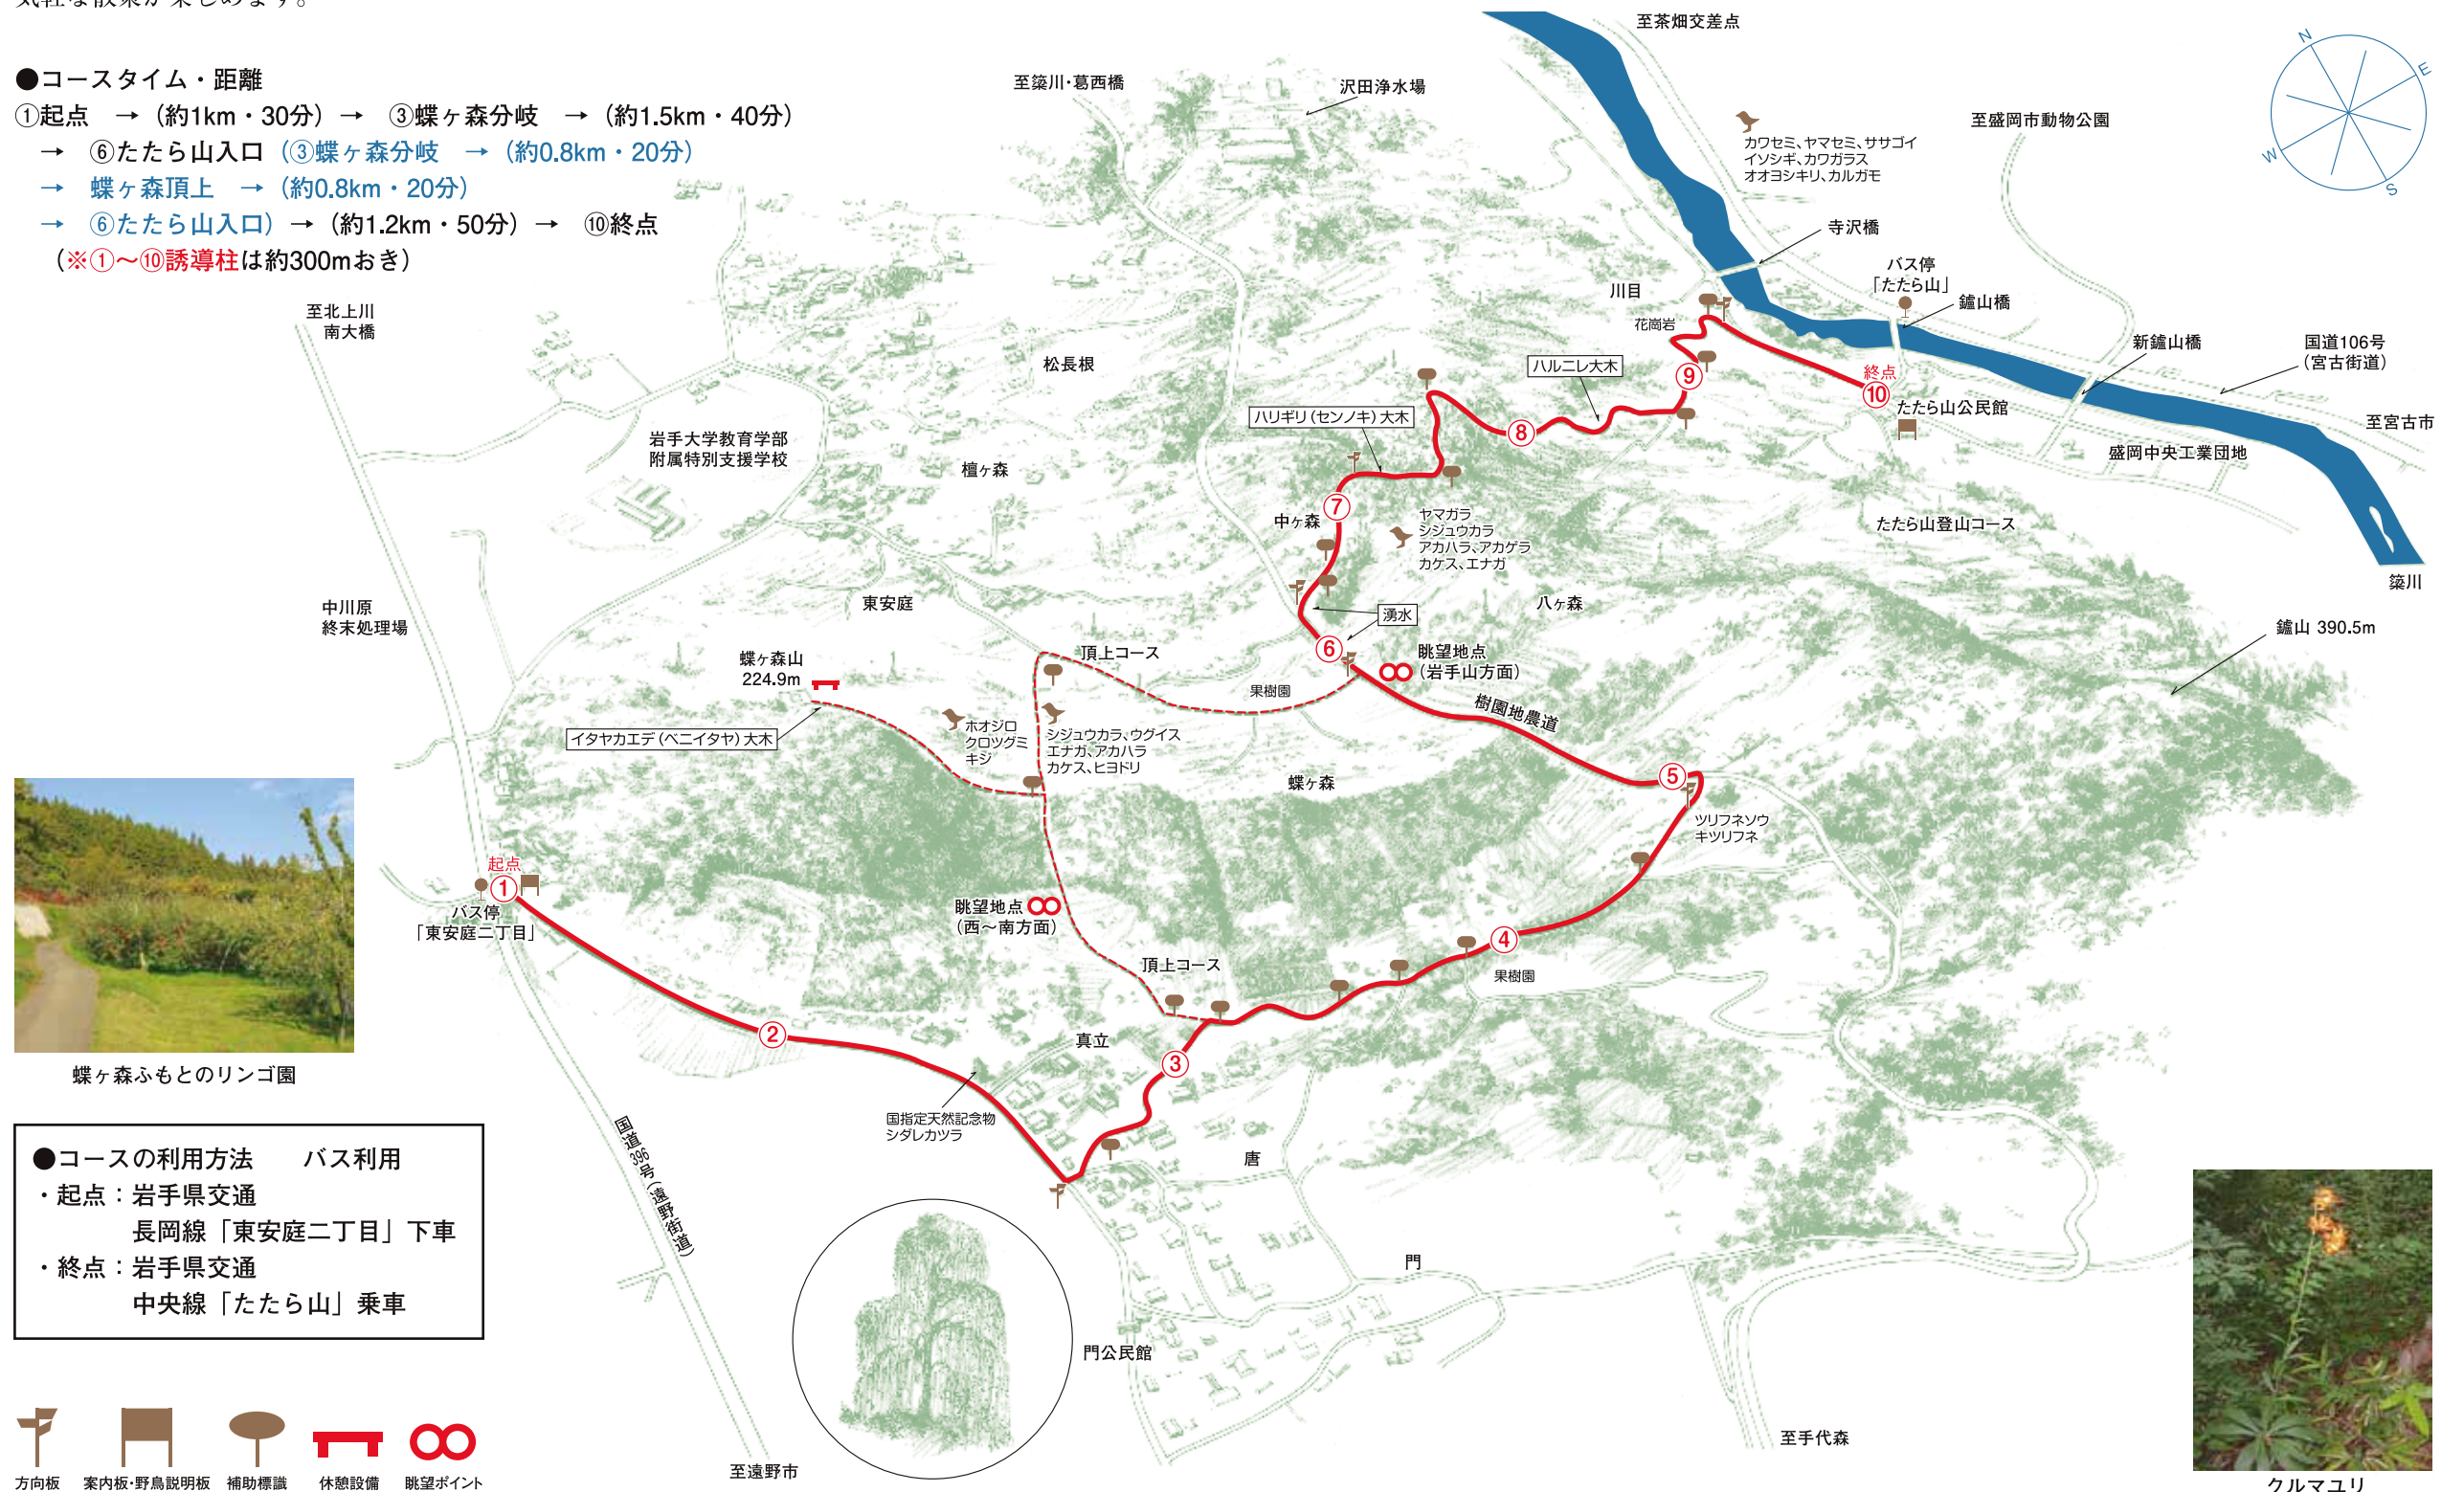 気軽な散策が楽しめます。
●コースタイム・距離
①起点　→（約1km・30分）→　③蝶ヶ森分岐　→（約1.5km・40分）
→　⑥たたら山入口（③蝶ヶ森分岐　→（約0.8km・20分）
→　蝶ヶ森頂上　→（約0.8km・20分）
→　⑥たたら山入口）→（約1.2km・50分）→　⑩終点
（※①～⑩誘導柱は約300mおき）
至茶畑交差点
至簗川・葛西橋
沢田浄水場
カワセミ、ヤマセミ、ササゴイ
イソシギ、カワガラス
オオヨシキリ、カルガモ
至盛岡市動物公園
N
E
W
S
寺沢橋
バス停
「たたら山」
鑪山橋
新鑪山橋
国道106号
（宮古街道）
至宮古市
川目
花崗岩
終点
⑩
たたら山公民館
盛岡中央工業団地
簗川
至北上川
南大橋
松長根
ハルニレ大木
⑨
ハリギリ（センノキ）大木
⑧
岩手大学教育学部
附属特別支援学校
檀ヶ森
⑦
中ヶ森
ヤマガラ
シジュウカラ
アカハラ、アカゲラ
カケス、エナガ
たたら山登山コース
中川原
終末処理場
東安庭
湧水
八ヶ森
鑪山 390.5m
⑥
眺望地点
（岩手山方面）
頂上コース
蝶ヶ森山
224.9m
果樹園
樹園地農道
イタヤカエデ（ベニイタヤ）大木
ホオジロ
クロツグミ
キジ
シジュウカラ、ウグイス
エナガ、アカハラ
カケス、ヒヨドリ
蝶ヶ森
⑤
ツリフネソウ
キツリフネ
起点
①
バス停
「東安庭二丁目」
眺望地点
（西～南方面）
④
頂上コース
果樹園
②
真立
③
蝶ヶ森ふもとのリンゴ園
国指定天然記念物
シダレカツラ
国道396号（遠野街道）
唐
門
門公民館
●コースの利用方法　　バス利用
・起点：岩手県交通
長岡線「東安庭二丁目」下車
・終点：岩手県交通
中央線「たたら山」乗車
至手代森
至遠野市
方向板
案内板・野鳥説明板
補助標識
休憩設備
眺望ポイント
クルマユリ